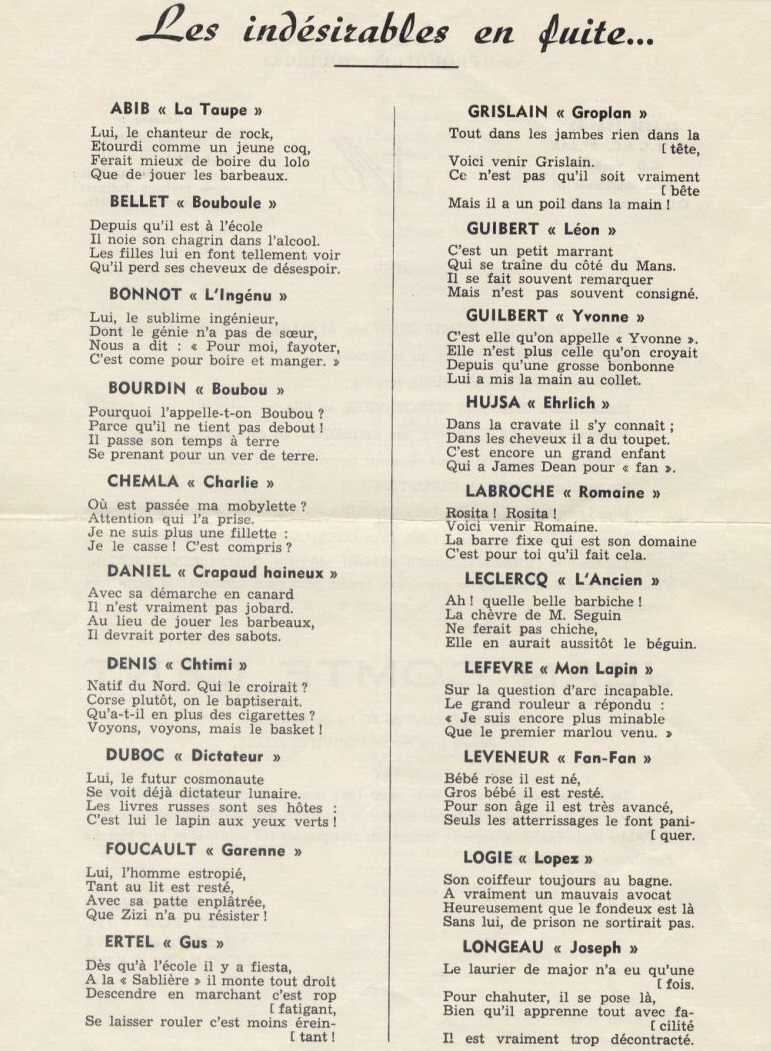 Les indésirables en fuite...
ABIB « La Taupe »
Lui, le chanteur de rock,
Etourdi comme un jeune coq,
Ferait mieux de boire du lolo
Que de jouer les barbeaux.
BELLET « Bouboule »
Depuis qu'il est à l'école
Il noie son chagrin dans l'alcool.
Les filles lui en font tellement voir
Qu'il perd ses cheveux de désespoir.
BONNOT « L'Ingénu »
Lui, le sublime ingénieur,
Dont le génie n'a pas de sœur,
Nous a dit : « Pour moi, fayoter,
C'est come pour boire et manger. »
BOURDIN « Boubou »
Pourquoi l'appelle-t-on Boubou ?
Parce qu'il ne tient pas debout !
Il passe son temps à terre
Se prenant pour un ver de terre.
CHEMLA « Charlie »
Où est passée ma mobylette ?
Attention qui l'a prise.
Je ne suis plus une fillette :
Je le casse ! C'est compris ?
DANIEL « Crapaud haineux »
Avec sa démarche en canard
Il n'est vraiment pas jobard.
Au lieu de jouer les barbeaux,
Il devrait porter des sabots.
DENIS « Chtimi »
Natif du Nord. Qui le croirait ?
Corse plutôt, on le baptiserait.
Qu'a-t-il en plus des cigarettes ?
Voyons, voyons, mais le basket !
DUBOC « Dictateur »
Lui, le futur cosmonaute
Se voit déjà dictateur lunaire.
Les livres russes sont ses hôtes :
C'est lui le lapin aux yeux verts !
FOUCAULT « Garenne »
Lui, l'homme estropié,
Tant au lit est resté,
Avec sa patte enplâtrée,
Que Zizi n'a pu résister !
ERTEL « Gus »
Dès qu'à l'école il y a fiesta,
A la « Sablière » il monte tout droit
Descendre en marchant c'est rop
[ fatigant,
Se laisser rouler c'est moins érein-
[ tant !
GRISLAIN « Groplan »
Tout dans les jambes rien dans la
[ tête,
Voici venir Grislain.
Ce n'est pas qu'il soit vraiment
[ bête
Mais il a un poil dans la main !
GUIBERT « Léon »
C'est un petit marrant
Qui se traîne du côté du Mans.
Il se fait souvent remarquer
Mais n'est pas souvent consigné.
GUILBERT « Yvonne »
C'est elle qu'on appelle « Yvonne ».
Elle n'est plus celle qu'on croyait
Depuis qu'une grosse bonbonne
Lui a mis la main au collet.
HUJSA « Ehrlich »
Dans la cravate il s'y connaît ;
Dans les cheveux il a du toupet.
C'est encore un grand enfant
Qui a James Dean pour « fan ».
LABROCHE « Romaine »
Rosita ! Rosita !
Voici venir Romaine.
La barre fixe qui est son domaine
C'est pour toi qu'il fait cela.
LECLERCQ « L'Ancien »
Ah ! quelle belle barbiche !
La chèvre de M. Seguin
Ne ferait pas chiche,
Elle en aurait aussitôt le béguin.
LEFEVRE « Mon Lapin »
Sur la question d'arc incapable.
Le grand rouleur a répondu :
« Je suis encore plus minable
Que le premier marlou venu. »
LEVENEUR « Fan-Fan »
Bébé rose il est né,
Gros bébé il est resté.
Pour son âge il est très avancé,
Seuls les atterrissages le font pani-
[ quer.
LOGIE « Lopez »
Son coiffeur toujours au bagne.
A vraiment un mauvais avocat
Heureusement que le fondeux est là
Sans lui, de prison ne sortirait pas.
LONGEAU « Joseph »
Le laurier de major n'a eu qu'une
[ fois.
Pour chahuter, il se pose là,
Bien qu'il apprenne tout avec fa-
[ cilité
Il est vraiment trop décontracté.